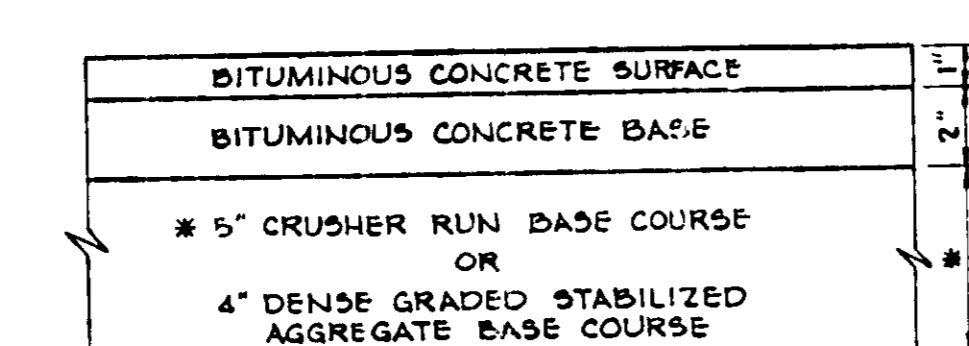 BITUMINOUS CONCRETE SURFACE
1"
BITUMINOUS CONCRETE BASE
2"
* 5" CRUSHER RUN BASE COURSE
OR
*
4" DENSE GRADED STABILIZED
AGGREGATE BASE COURSE